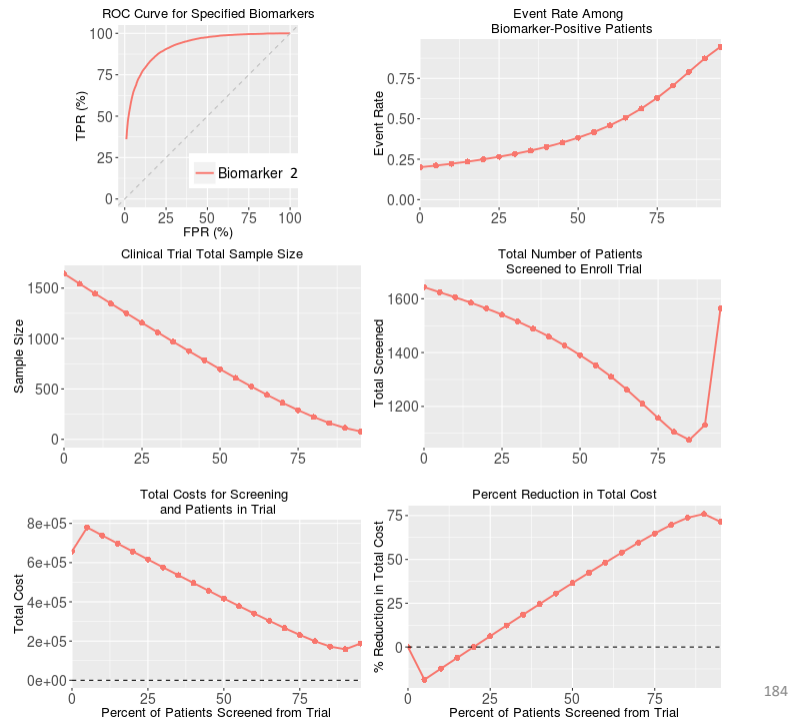 ROC Curve for Specified Biomarkers
100
75
50
25
0
TPR (%)
0 25 50 75 100
FPR (%)
Biomarker 2
Event Rate Among
Biomarker-Positive Patients
0.75
0.50
0.25
0.00
Event Rate
0 25 50 75
Clinical Trial Total Sample Size
1500
1000
500
0
Sample Size
0 25 50 75
Total Number of Patients
Screened to Enroll Trial
1600
1400
1200
Total Screened
0 25 50 75
Total Costs for Screening
and Patients in Trial
8e+05
6e+05
4e+05
2e+05
0e+00
Total Cost
0 25 50 75
Percent of Patients Screened from Trial
Percent Reduction in Total Cost
75
50
25
0
% Reduction in Total Cost
0 25 50 75
Percent of Patients Screened from Trial
184